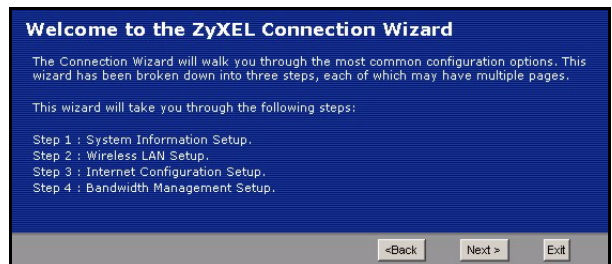 Welcome to the ZyXEL Connection Wizard
The Connection Wizard will walk you through the most common configuration options. This
wizard has been broken down into three steps, each of which may have multiple pages.
This wizard will take you through the following steps:
Step 1 : System Information Setup.
Step 2 : Wireless LAN Setup.
Step 3 : Internet Configuration Setup.
Step 4 : Bandwidth Management Setup.
<Back Next > Exit